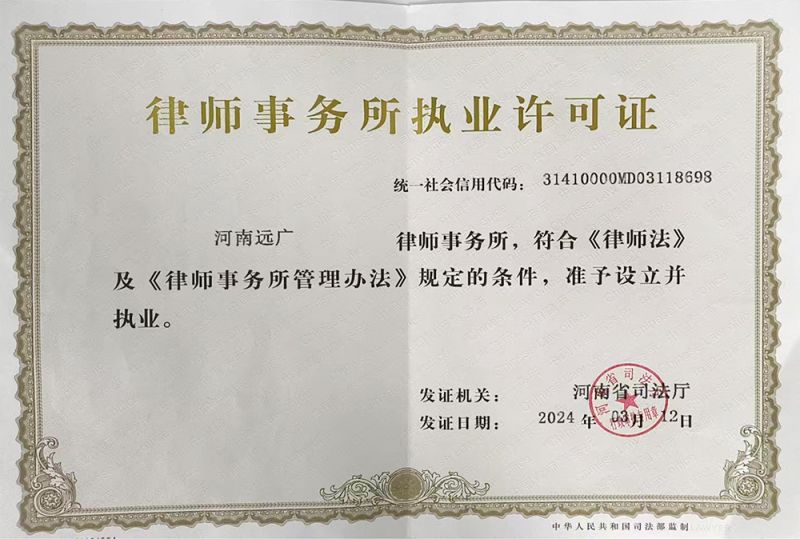 律师事务所执业许可证
统一社会信用代码： 31410000MD03118698
河南远广 律师事务所，符合《律师法》
及《律师事务所管理办法》规定的条件，准予设立并
执业。
发证机关： 河南省司法厅
发证日期： 2024 年 03月 12日
中华人民共和国司法部监制